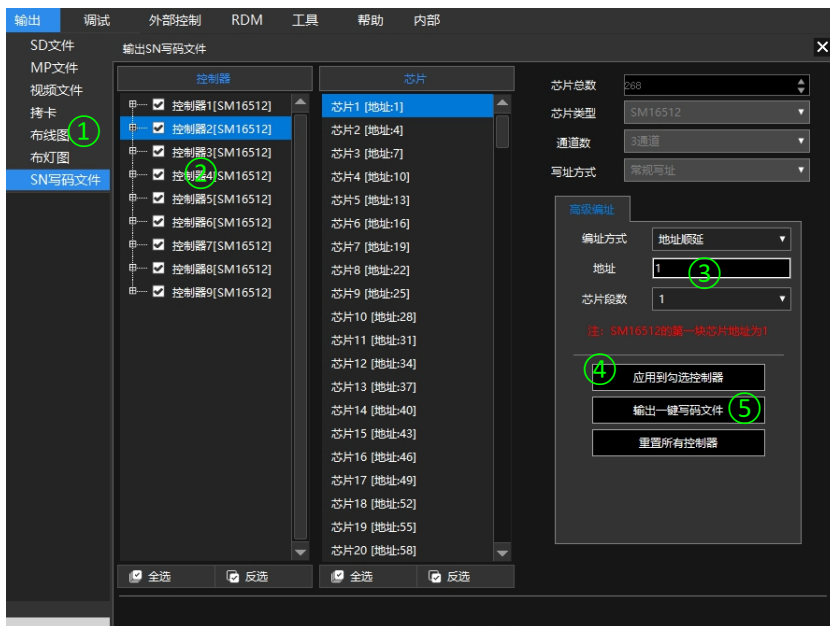 输出 调试 外部控制 RDM 工具 帮助 内部
SD文件
MP文件
视频文件
拷卡
布线图
布灯图
SN写码文件
①
输出SN写码文件
控制器
控制器1[SM16512]
控制器2[SM16512]
控制器3[SM16512]
控制器4[SM16512]
控制器5[SM16512]
控制器6[SM16512]
控制器7[SM16512]
控制器8[SM16512]
控制器9[SM16512]
②
全选 反选
芯片
芯片1 [地址:1]
芯片2 [地址:4]
芯片3 [地址:7]
芯片4 [地址:10]
芯片5 [地址:13]
芯片6 [地址:16]
芯片7 [地址:19]
芯片8 [地址:22]
芯片9 [地址:25]
芯片10 [地址:28]
芯片11 [地址:31]
芯片12 [地址:34]
芯片13 [地址:37]
芯片14 [地址:40]
芯片15 [地址:43]
芯片16 [地址:46]
芯片17 [地址:49]
芯片18 [地址:52]
芯片19 [地址:55]
芯片20 [地址:58]
全选 反选
芯片总数 268
芯片类型 SM16512
通道数 3通道
写址方式 常规写址
高级编址
编址方式 地址顺延
地址 1 ③
芯片段数 1
注：SM16512的第一块芯片地址为1
④ 应用到勾选控制器
输出一键写码文件 ⑤
重置所有控制器